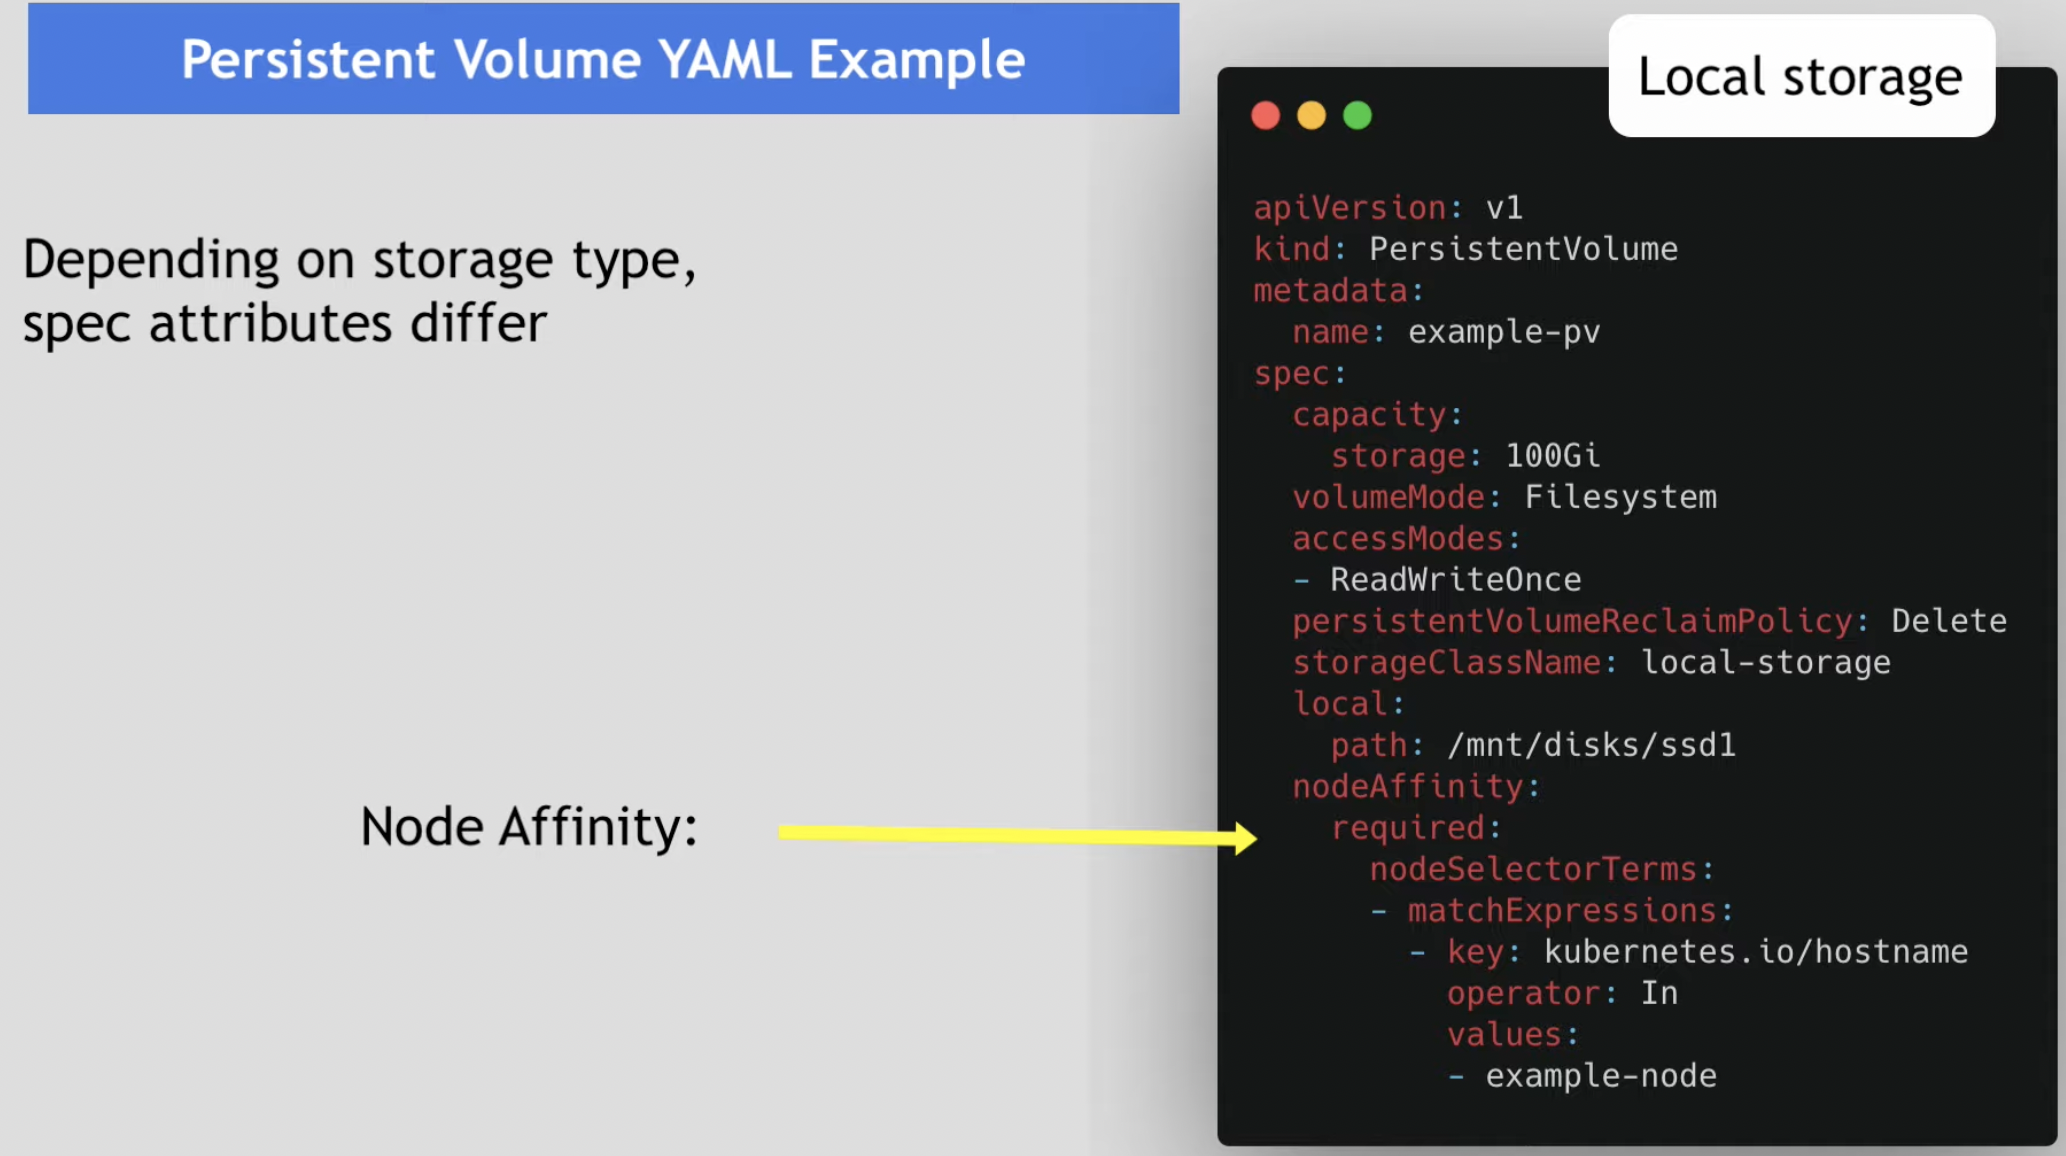 Persistent Volume YAML Example
Local storage
Depending on storage type,
spec attributes differ
Node Affinity:
apiVersion: v1
kind: PersistentVolume
metadata:
  name: example-pv
spec:
  capacity:
    storage: 100Gi
  volumeMode: Filesystem
  accessModes:
  - ReadWriteOnce
  persistentVolumeReclaimPolicy: Delete
  storageClassName: local-storage
  local:
    path: /mnt/disks/ssd1
  nodeAffinity:
    required:
      nodeSelectorTerms:
      - matchExpressions:
        - key: kubernetes.io/hostname
          operator: In
          values:
          - example-node